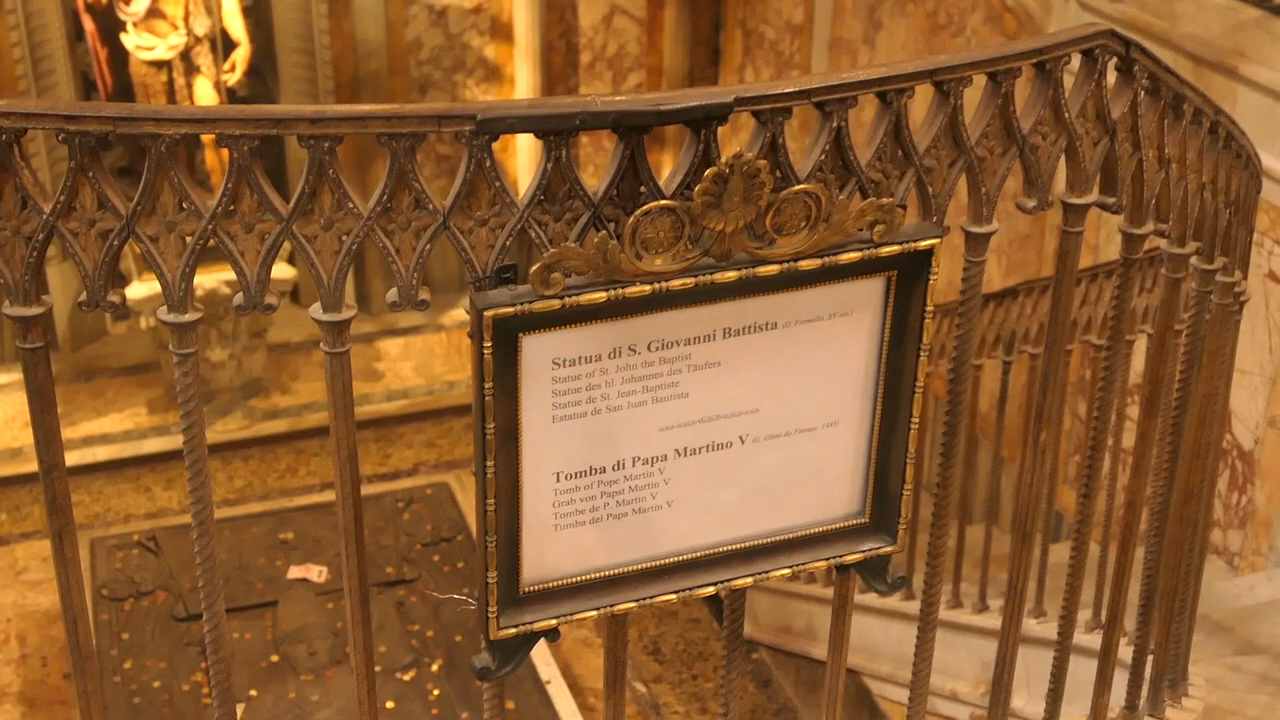 Statua di S. Giovanni Battista (D. Formello, XV sec.)
Statue of St. John the Baptist
Statue des hl. Johannes des Täufers
Statue de St. Jean-Baptiste
Estatua de San Juan Bautista
Tomba di Papa Martino V (G. Ghini da Firenze, 1443)
Tomb of Pope Martin V
Grab von Papst Martin V
Tombe de P. Martin V
Tumba del Papa Martin V